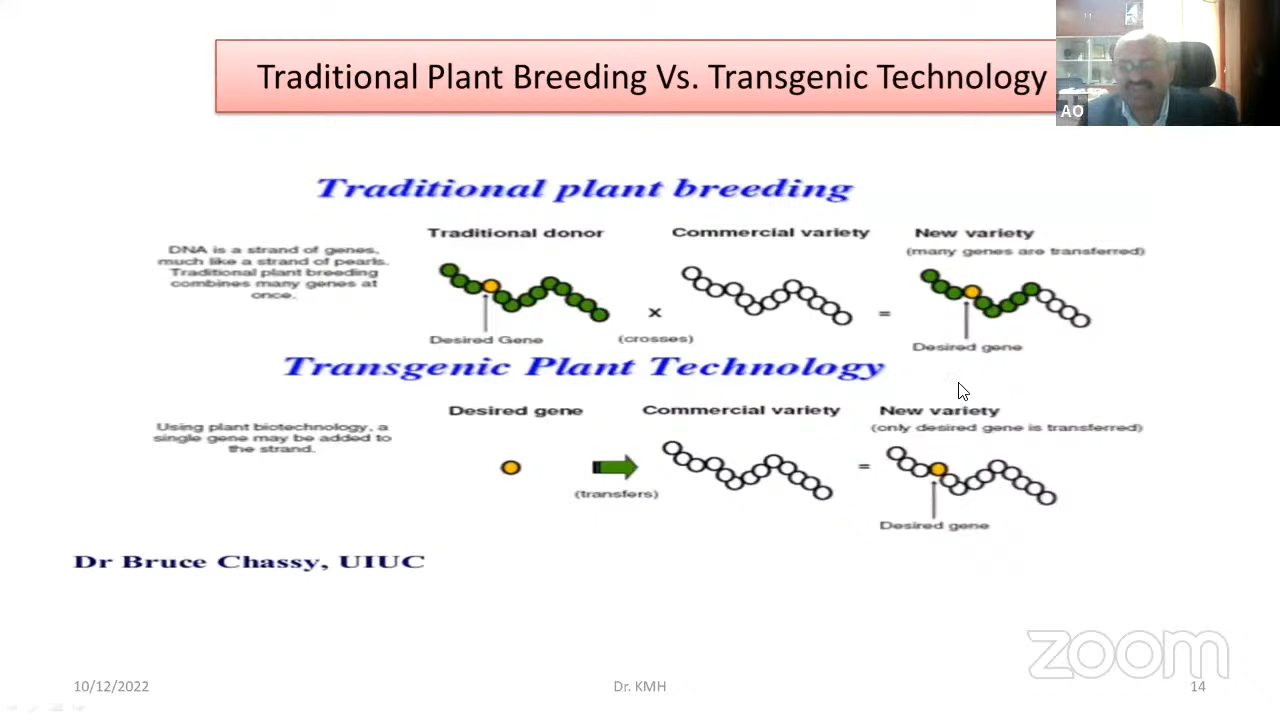 Traditional Plant Breeding Vs. Transgenic Technology
AO
Traditional plant breeding
Traditional donor
Commercial variety
New variety
(many genes are transferred)
DNA is a strand of genes,
much like a strand of pearls.
Traditional plant breeding
combines many genes at
once.
x
=
Desired Gene
(crosses)
Desired gene
Transgenic Plant Technology
Desired gene
Commercial variety
New variety
(only desired gene is transferred)
Using plant biotechnology, a
single gene may be added to
the strand.
=
(transfers)
Desired gene
Dr Bruce Chassy, UIUC
zoom
10/12/2022
Dr. KMH
14